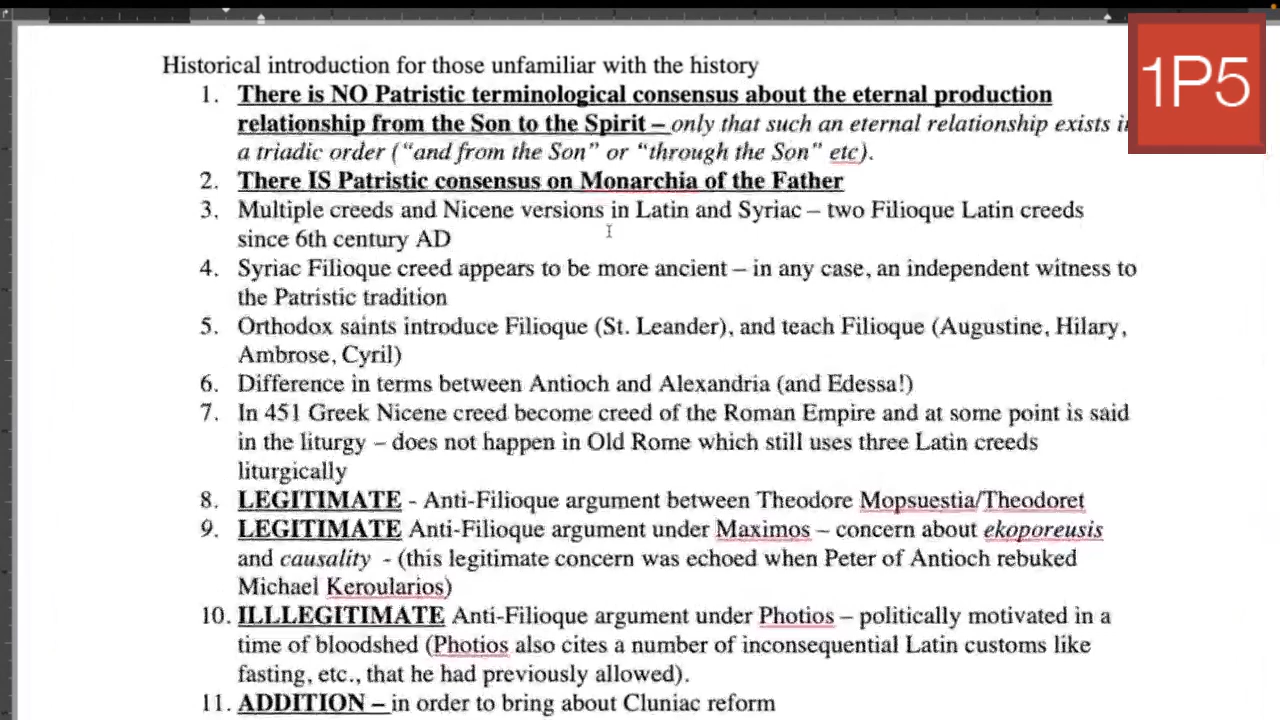 Historical introduction for those unfamiliar with the history
1P5
1. There is NO Patristic terminological consensus about the eternal production
relationship from the Son to the Spirit – only that such an eternal relationship exists in
a triadic order (“and from the Son” or “through the Son” etc).
2. There IS Patristic consensus on Monarchia of the Father
3. Multiple creeds and Nicene versions in Latin and Syriac – two Filioque Latin creeds
since 6th century AD
4. Syriac Filioque creed appears to be more ancient – in any case, an independent witness to
the Patristic tradition
5. Orthodox saints introduce Filioque (St. Leander), and teach Filioque (Augustine, Hilary,
Ambrose, Cyril)
6. Difference in terms between Antioch and Alexandria (and Edessa!)
7. In 451 Greek Nicene creed become creed of the Roman Empire and at some point is said
in the liturgy – does not happen in Old Rome which still uses three Latin creeds
liturgically
8. LEGITIMATE - Anti-Filioque argument between Theodore Mopsuestia/Theodoret
9. LEGITIMATE Anti-Filioque argument under Maximos – concern about ekoporeusis
and causality - (this legitimate concern was echoed when Peter of Antioch rebuked
Michael Keroularios)
10. ILLLEGITIMATE Anti-Filioque argument under Photios – politically motivated in a
time of bloodshed (Photios also cites a number of inconsequential Latin customs like
fasting, etc., that he had previously allowed).
11. ADDITION – in order to bring about Cluniac reform